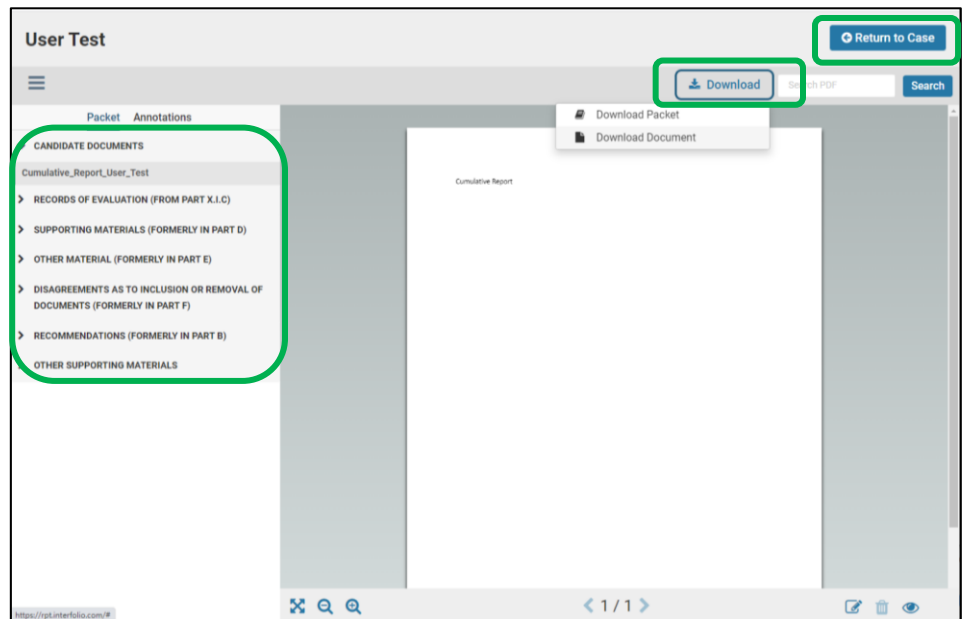 User Test
Return to Case
Download
Search PDF
Search
Packet Annotations
Download Packet
Download Document
CANDIDATE DOCUMENTS
Cumulative_Report_User_Test
RECORDS OF EVALUATION (FROM PART X.I.C)
SUPPORTING MATERIALS (FORMERLY IN PART D)
OTHER MATERIAL (FORMERLY IN PART E)
DISAGREEMENTS AS TO INCLUSION OR REMOVAL OF
DOCUMENTS (FORMERLY IN PART F)
RECOMMENDATIONS (FORMERLY IN PART B)
OTHER SUPPORTING MATERIALS
Cumulative Report
https://rpt.interfolio.com/#
1 / 1